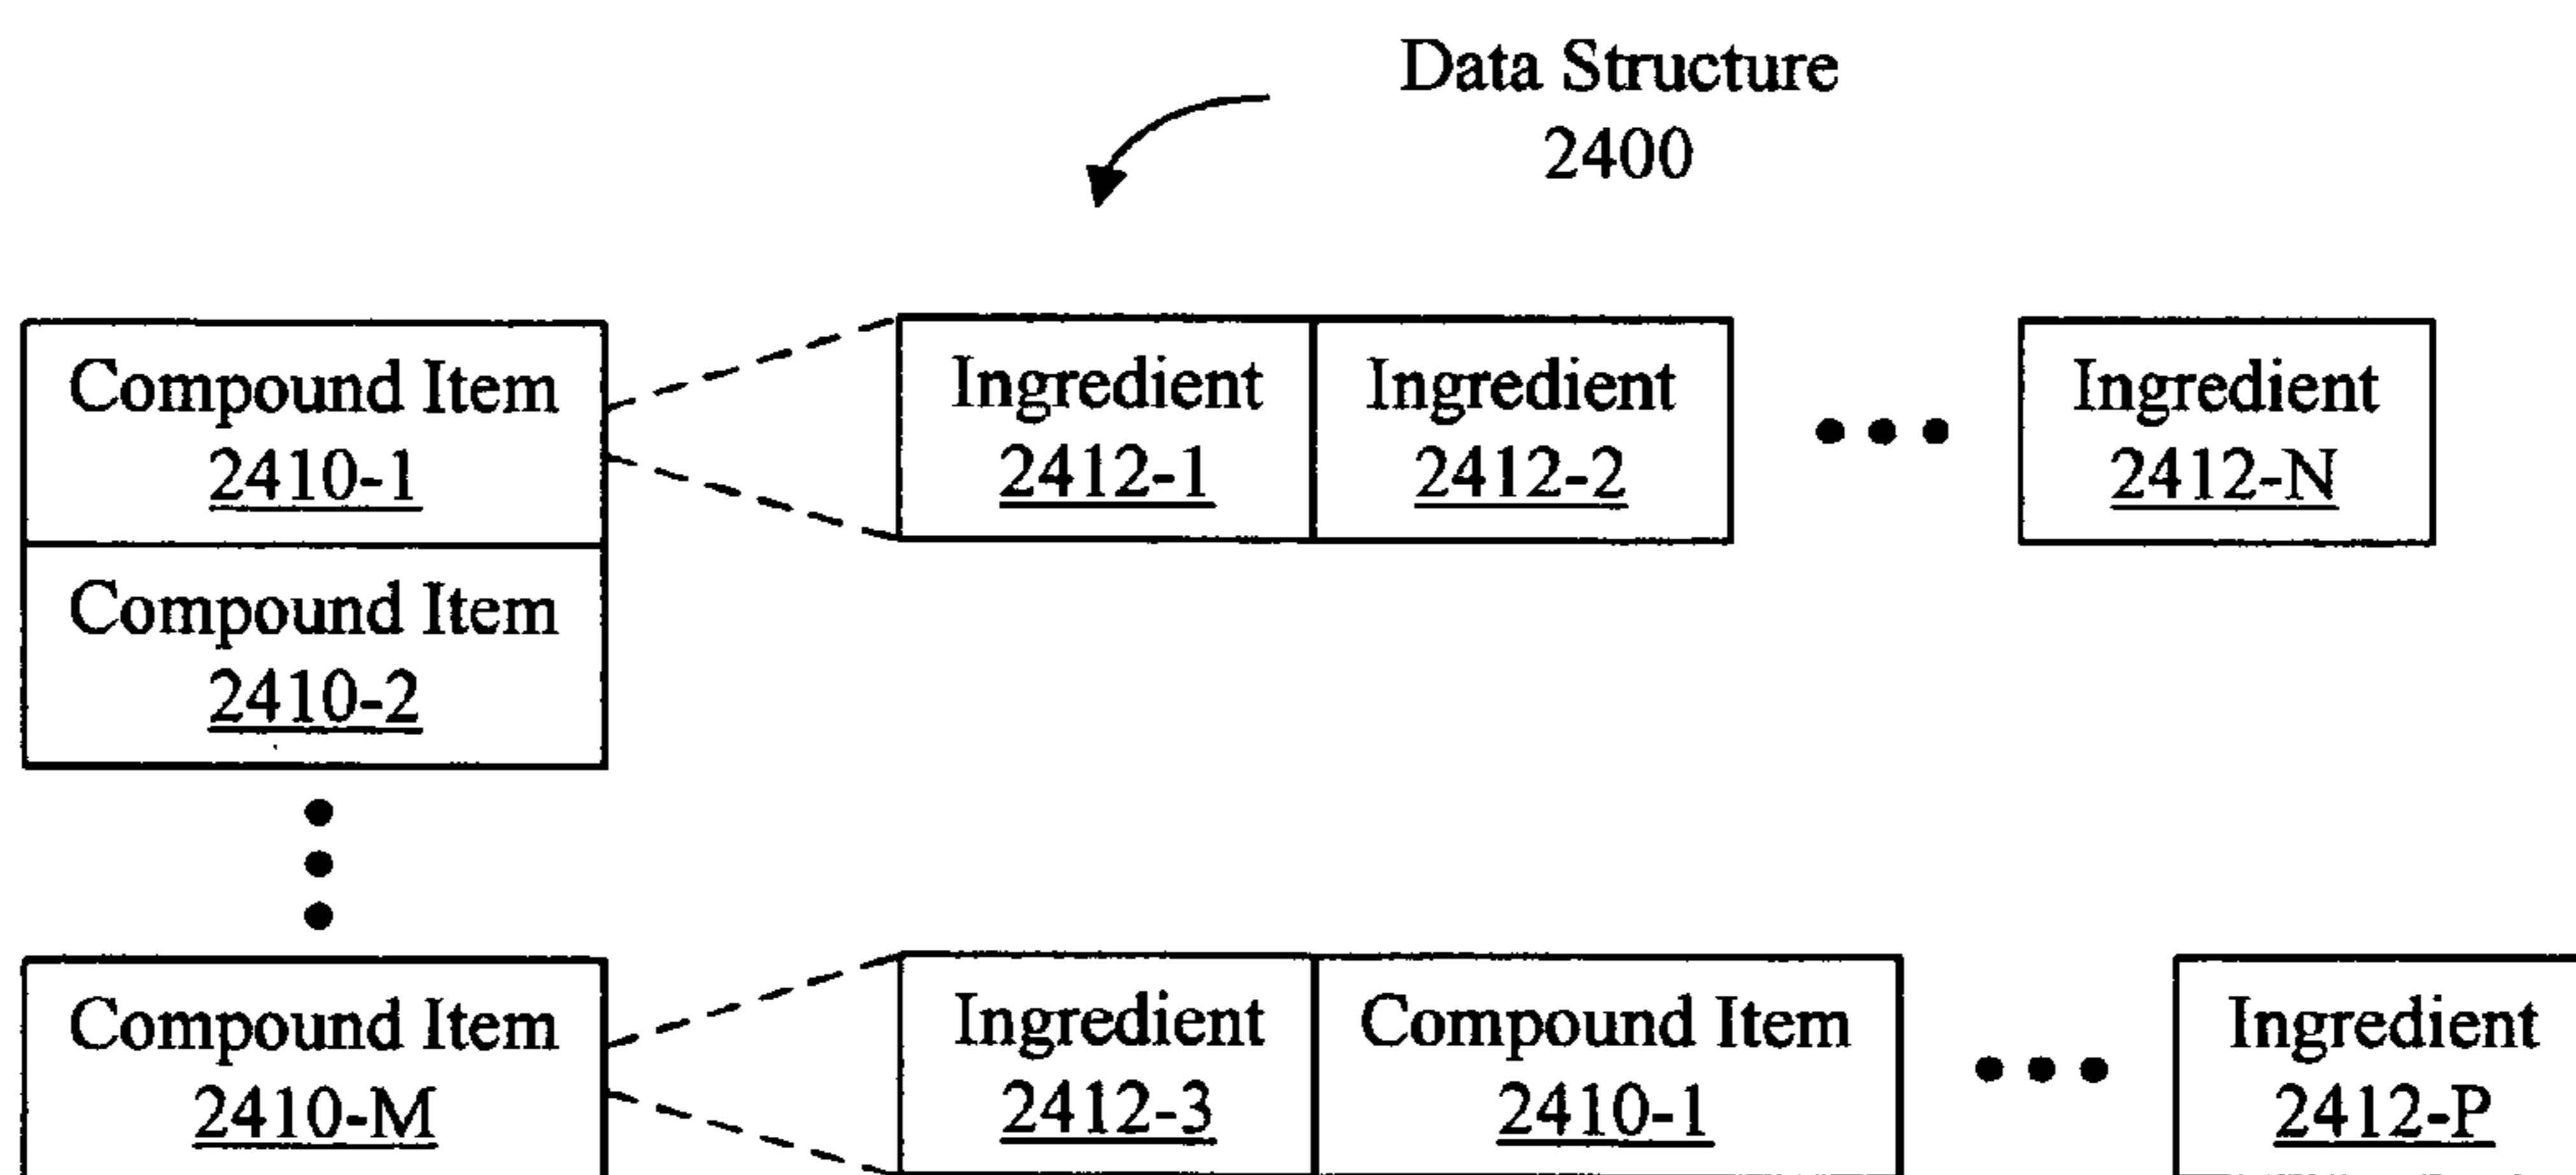 Data Structure
2400
Compound Item
2410-1
Ingredient
2412-1
Ingredient
2412-2
Ingredient
2412-N
Compound Item
2410-2
Compound Item
2410-M
Ingredient
2412-3
Compound Item
2410-1
Ingredient
2412-P